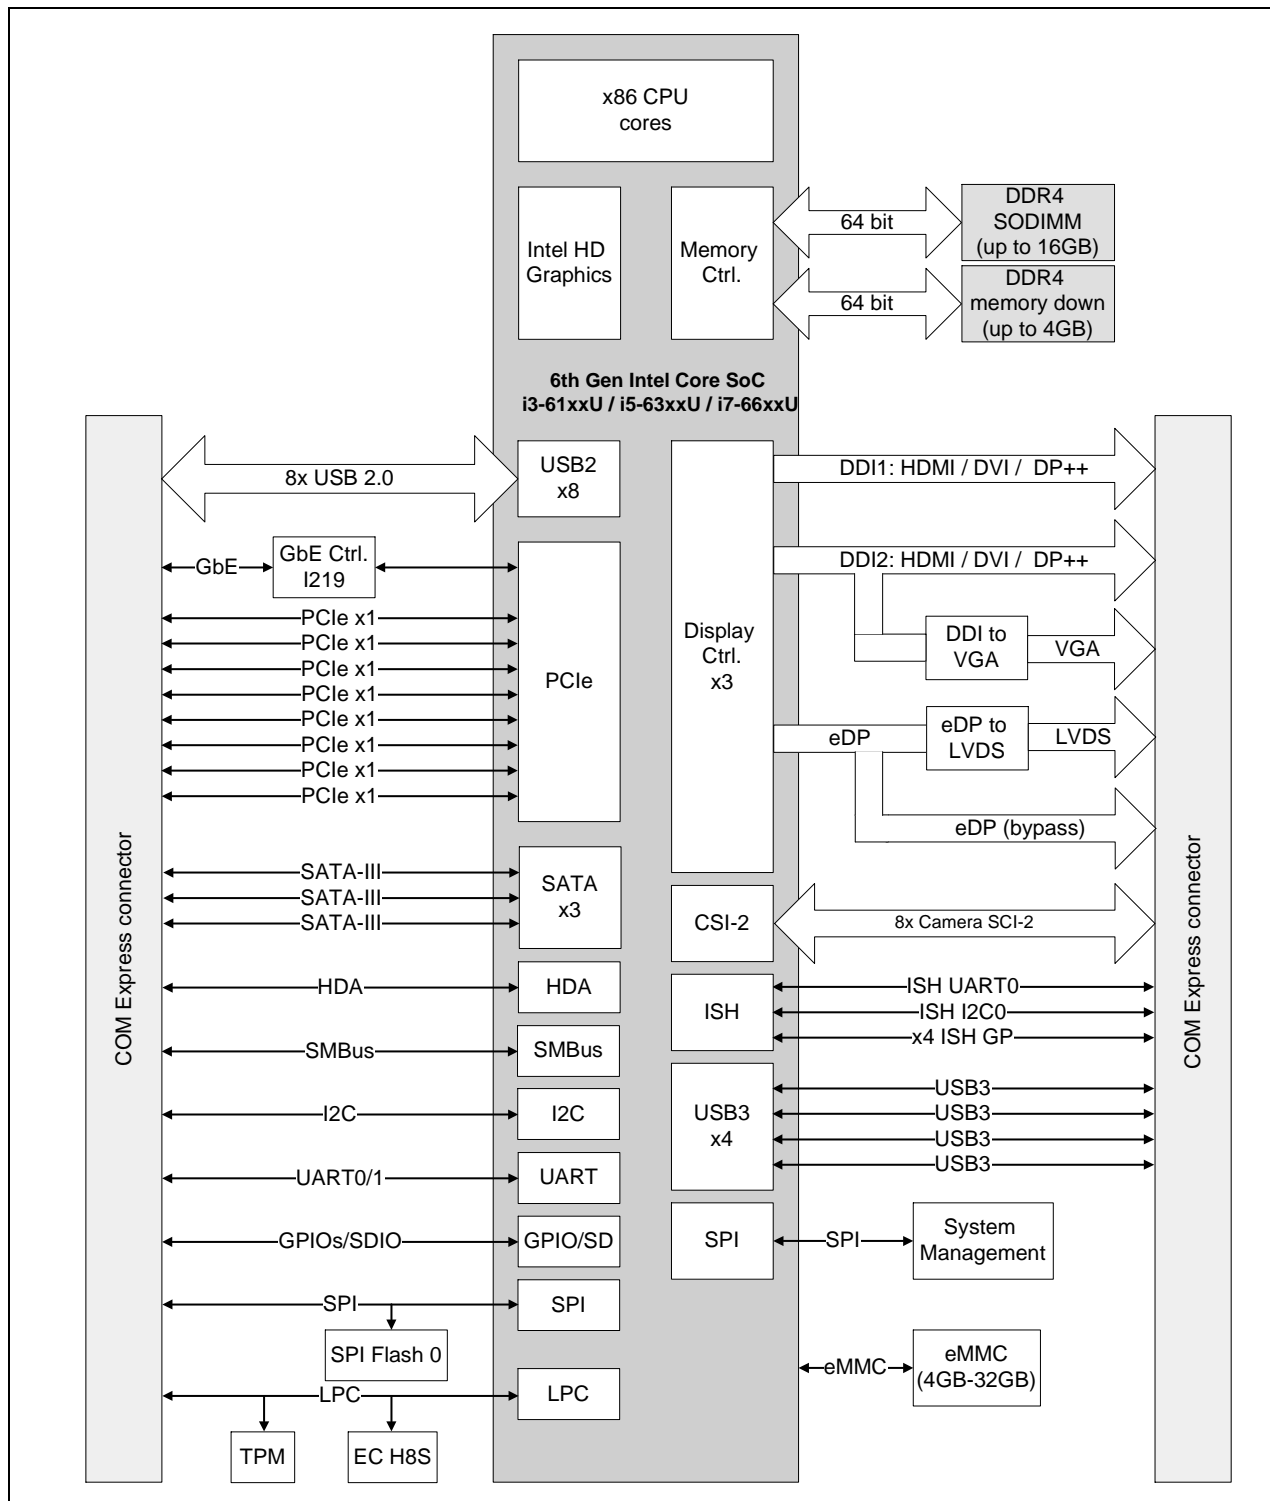 x86 CPU
cores
Intel HD
Graphics
Memory
Ctrl.
64 bit
DDR4
SODIMM
(up to 16GB)
64 bit
DDR4
memory down
(up to 4GB)
6th Gen Intel Core SoC
i3-61xxU / i5-63xxU / i7-66xxU
COM Express connector
8x USB 2.0
USB2
x8
GbE
GbE Ctrl.
I219
PCIe x1
PCIe x1
PCIe x1
PCIe x1
PCIe x1
PCIe x1
PCIe x1
PCIe x1
PCIe
SATA-III
SATA-III
SATA-III
SATA
x3
HDA
HDA
SMBus
SMBus
I2C
I2C
UART0/1
UART
GPIOs/SDIO
GPIO/SD
SPI
SPI
SPI Flash 0
LPC
LPC
TPM
EC H8S
Display
Ctrl.
x3
DDI1: HDMI / DVI / DP++
DDI2: HDMI / DVI / DP++
DDI to
VGA
VGA
eDP
eDP to
LVDS
LVDS
eDP (bypass)
CSI-2
8x Camera SCI-2
ISH
ISH UART0
ISH I2C0
x4 ISH GP
USB3
x4
USB3
USB3
USB3
USB3
SPI
SPI
System
Management
eMMC
eMMC
(4GB-32GB)
COM Express connector